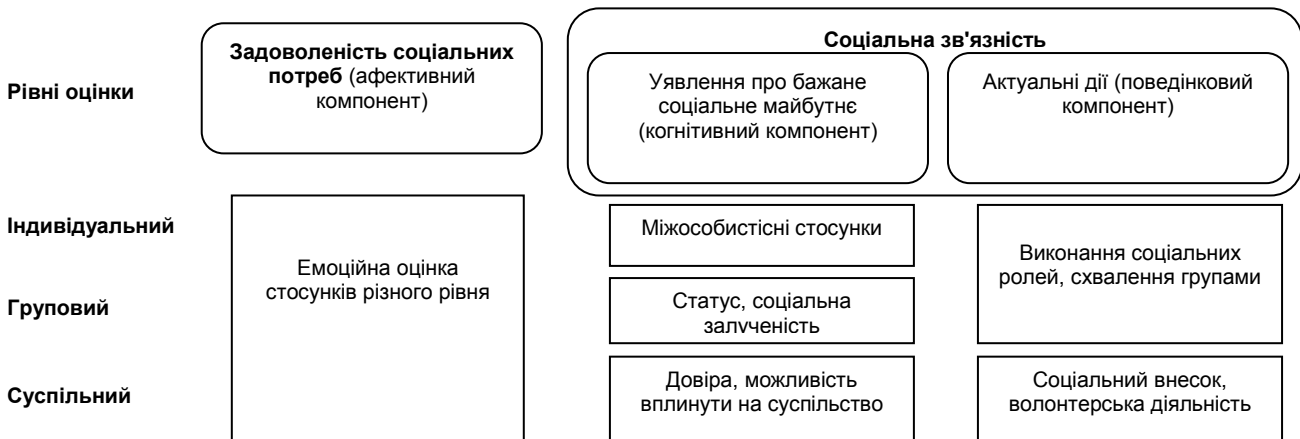 Рівні оцінки
Задоволеність соціальних
потреб (афективний
компонент)
Соціальна зв'язність
Уявлення про бажане
соціальне майбутнє
(когнітивний компонент)
Актуальні дії (поведінковий
компонент)
Індивідуальний
Груповий
Суспільний
Емоційна оцінка
стосунків різного рівня
Міжособистісні стосунки
Статус, соціальна
залученість
Довіра, можливість
вплинути на суспільство
Виконання соціальних
ролей, схвалення групами
Соціальний внесок,
волонтерська діяльність